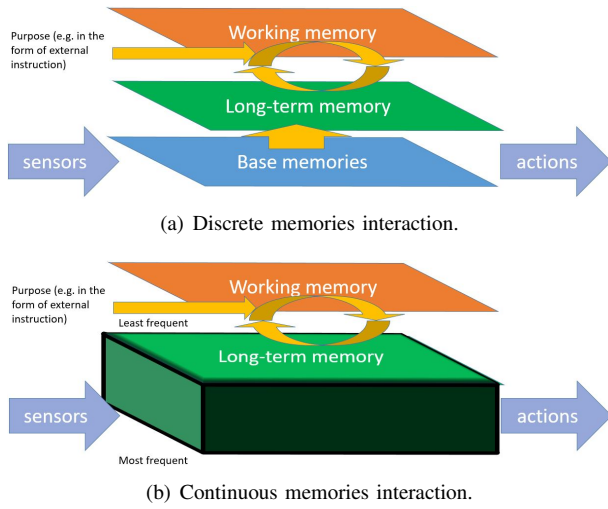 Working memory
Purpose (e.g. in the
form of external
instruction)
Long-term memory
sensors
Base memories
actions
(a) Discrete memories interaction.
Working memory
Purpose (e.g. in the
form of external
instruction)
Least frequent
Long-term memory
sensors
actions
Most frequent
(b) Continuous memories interaction.